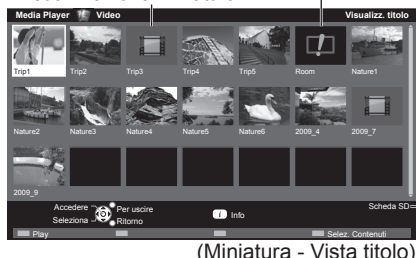 Media Player Video Visualizz. titolo
Trip1 Trip2 Trip3 Trip4 Trip5 Room Nature1
Nature2 Nature3 Nature4 Nature5 Nature6 2009_4 2009_7
2009_9
Accedere Per uscire Info Scheda SD
Seleziona Ritorno
Play Selez. Contenuti
(Miniatura - Vista titolo)